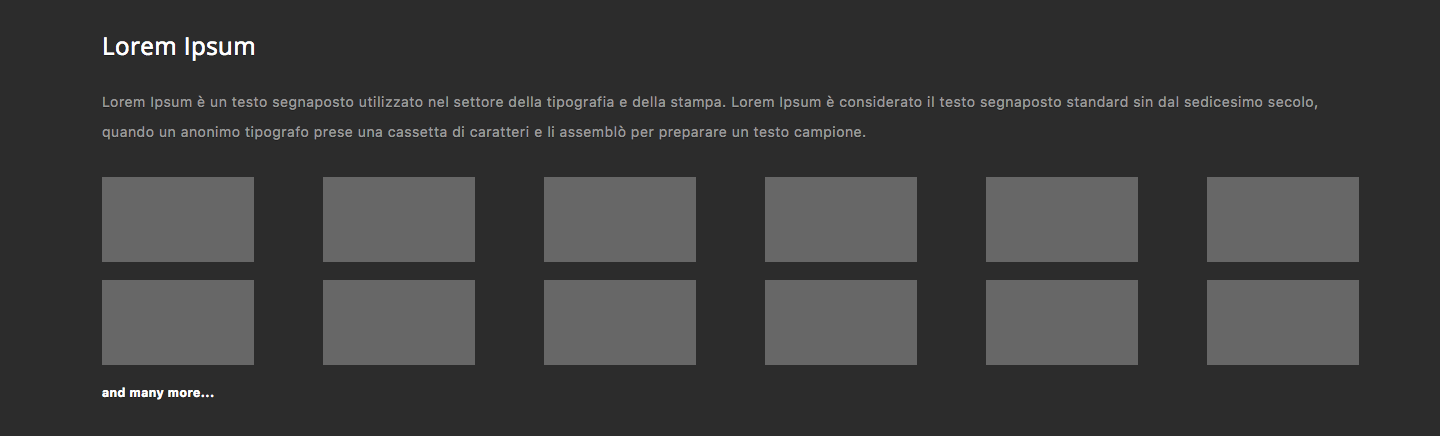 Lorem Ipsum
Lorem Ipsum è un testo segnaposto utilizzato nel settore della tipografia e della stampa. Lorem Ipsum è considerato il testo segnaposto standard sin dal sedicesimo secolo,
quando un anonimo tipografo prese una cassetta di caratteri e li assemblò per preparare un testo campione.
and many more...